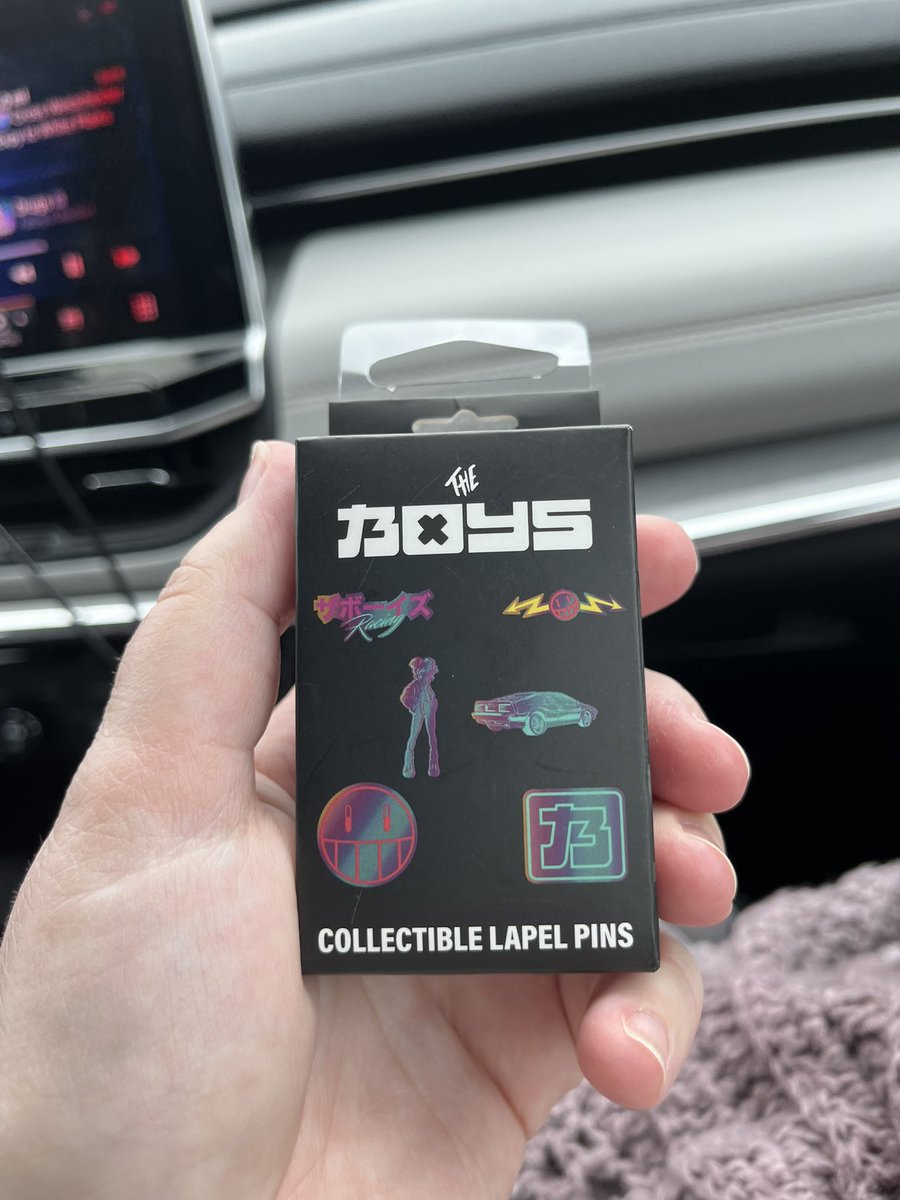 THE
BOYS
ザボーイズ
Racing
COLLECTIBLE LAPEL PINS